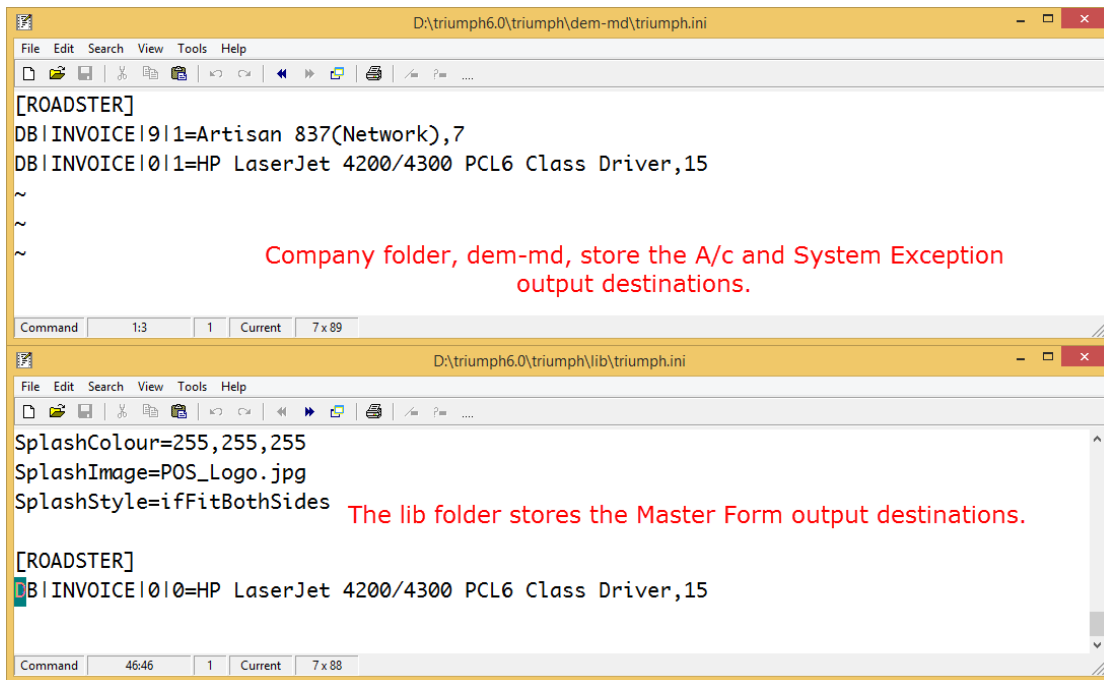 D:\triumph6.0\triumph\dem-md\triumph.ini
File Edit Search View Tools Help
[ROADSTER]
DB|INVOICE|9|1=Artisan 837(Network),7
DB|INVOICE|0|1=HP LaserJet 4200/4300 PCL6 Class Driver,15
~
~
~
Company folder, dem-md, store the A/c and System Exception
output destinations.
Command 1:3 1 Current 7 x 89
D:\triumph6.0\triumph\lib\triumph.ini
File Edit Search View Tools Help
SplashColour=255,255,255
SplashImage=POS_Logo.jpg
SplashStyle=ifFitBothSides
The lib folder stores the Master Form output destinations.
[ROADSTER]
DB|INVOICE|0|0=HP LaserJet 4200/4300 PCL6 Class Driver,15
Command 46:46 1 Current 7 x 88